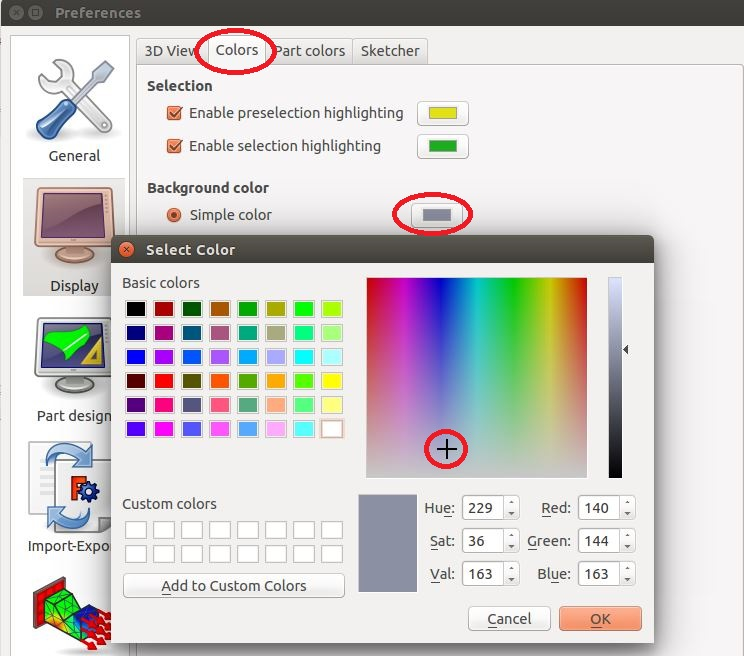 Preferences
3D View Colors Part colors Sketcher
Selection
Enable preselection highlighting
Enable selection highlighting
General
Background color
Simple color
Select Color
Display
Basic colors
Part design
Custom colors
Import-Expo
Hue: 229 Red: 140
Sat: 36 Green: 144
Val: 163 Blue: 163
Add to Custom Colors
Cancel OK